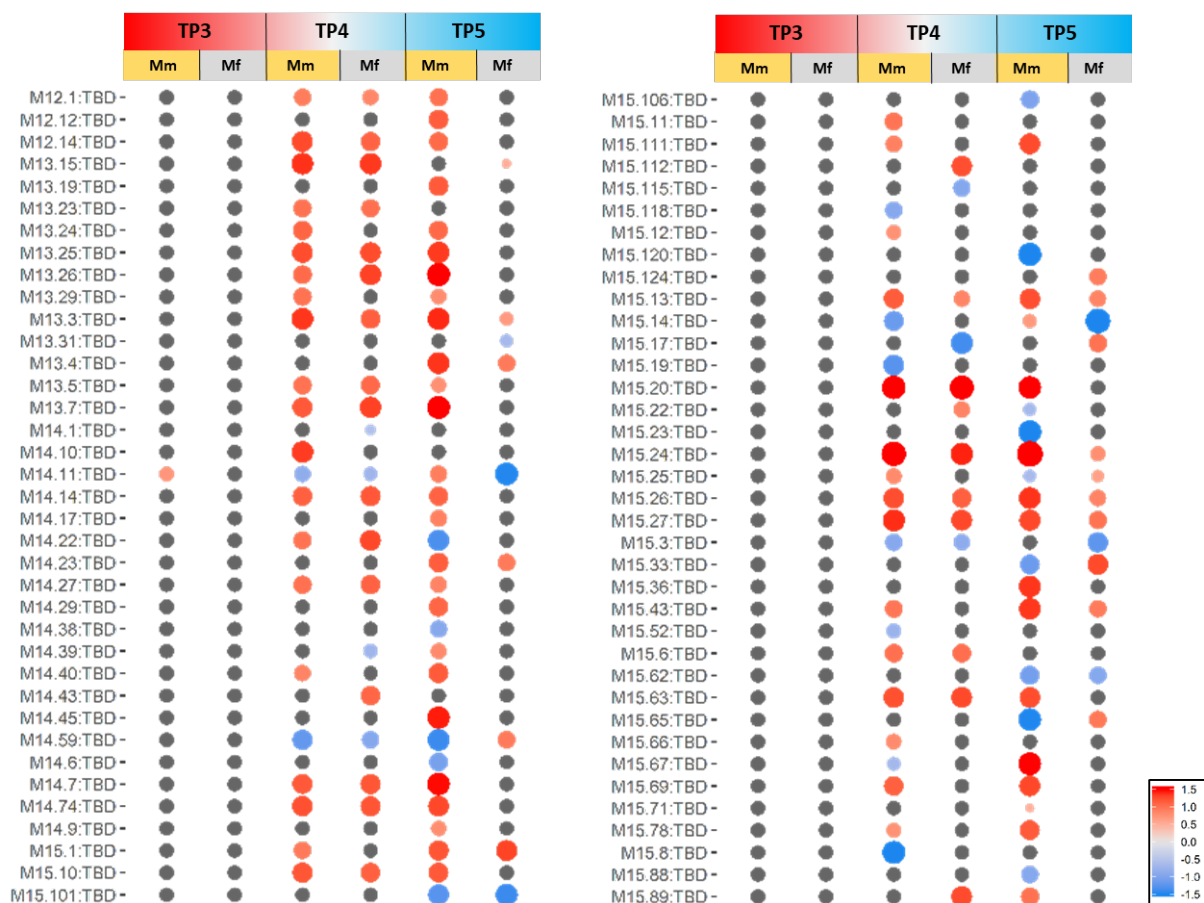 TP3 TP4 TP5
Mm Mf Mm Mf Mm Mf
M12.1:TBD
M12.12:TBD
M12.14:TBD
M13.15:TBD
M13.19:TBD
M13.23:TBD
M13.24:TBD
M13.25:TBD
M13.26:TBD
M13.29:TBD
M13.3:TBD
M13.31:TBD
M13.4:TBD
M13.5:TBD
M13.7:TBD
M14.1:TBD
M14.10:TBD
M14.11:TBD
M14.14:TBD
M14.17:TBD
M14.22:TBD
M14.23:TBD
M14.27:TBD
M14.29:TBD
M14.38:TBD
M14.39:TBD
M14.40:TBD
M14.43:TBD
M14.45:TBD
M14.59:TBD
M14.6:TBD
M14.7:TBD
M14.74:TBD
M14.9:TBD
M15.1:TBD
M15.10:TBD
M15.101:TBD
TP3 TP4 TP5
Mm Mf Mm Mf Mm Mf
M15.106:TBD
M15.11:TBD
M15.111:TBD
M15.112:TBD
M15.115:TBD
M15.118:TBD
M15.12:TBD
M15.120:TBD
M15.124:TBD
M15.13:TBD
M15.14:TBD
M15.17:TBD
M15.19:TBD
M15.20:TBD
M15.22:TBD
M15.23:TBD
M15.24:TBD
M15.25:TBD
M15.26:TBD
M15.27:TBD
M15.3:TBD
M15.33:TBD
M15.36:TBD
M15.43:TBD
M15.52:TBD
M15.6:TBD
M15.62:TBD
M15.63:TBD
M15.65:TBD
M15.66:TBD
M15.67:TBD
M15.69:TBD
M15.71:TBD
M15.78:TBD
M15.8:TBD
M15.88:TBD
M15.89:TBD
1.5
1.0
0.5
0.0
-0.5
-1.0
-1.5